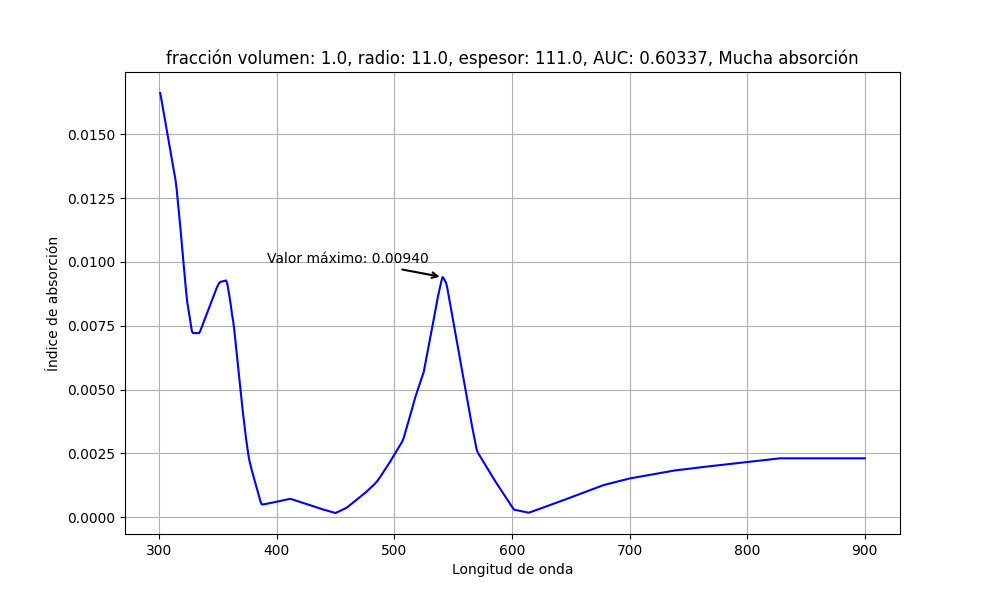 fracción volumen: 1.0, radio: 11.0, espesor: 111.0, AUC: 0.60337, Mucha absorción
0.0150
0.0125
0.0100
0.0075
0.0050
0.0025
0.0000
Índice de absorción
Valor máximo: 0.00940
300 400 500 600 700 800 900
Longitud de onda